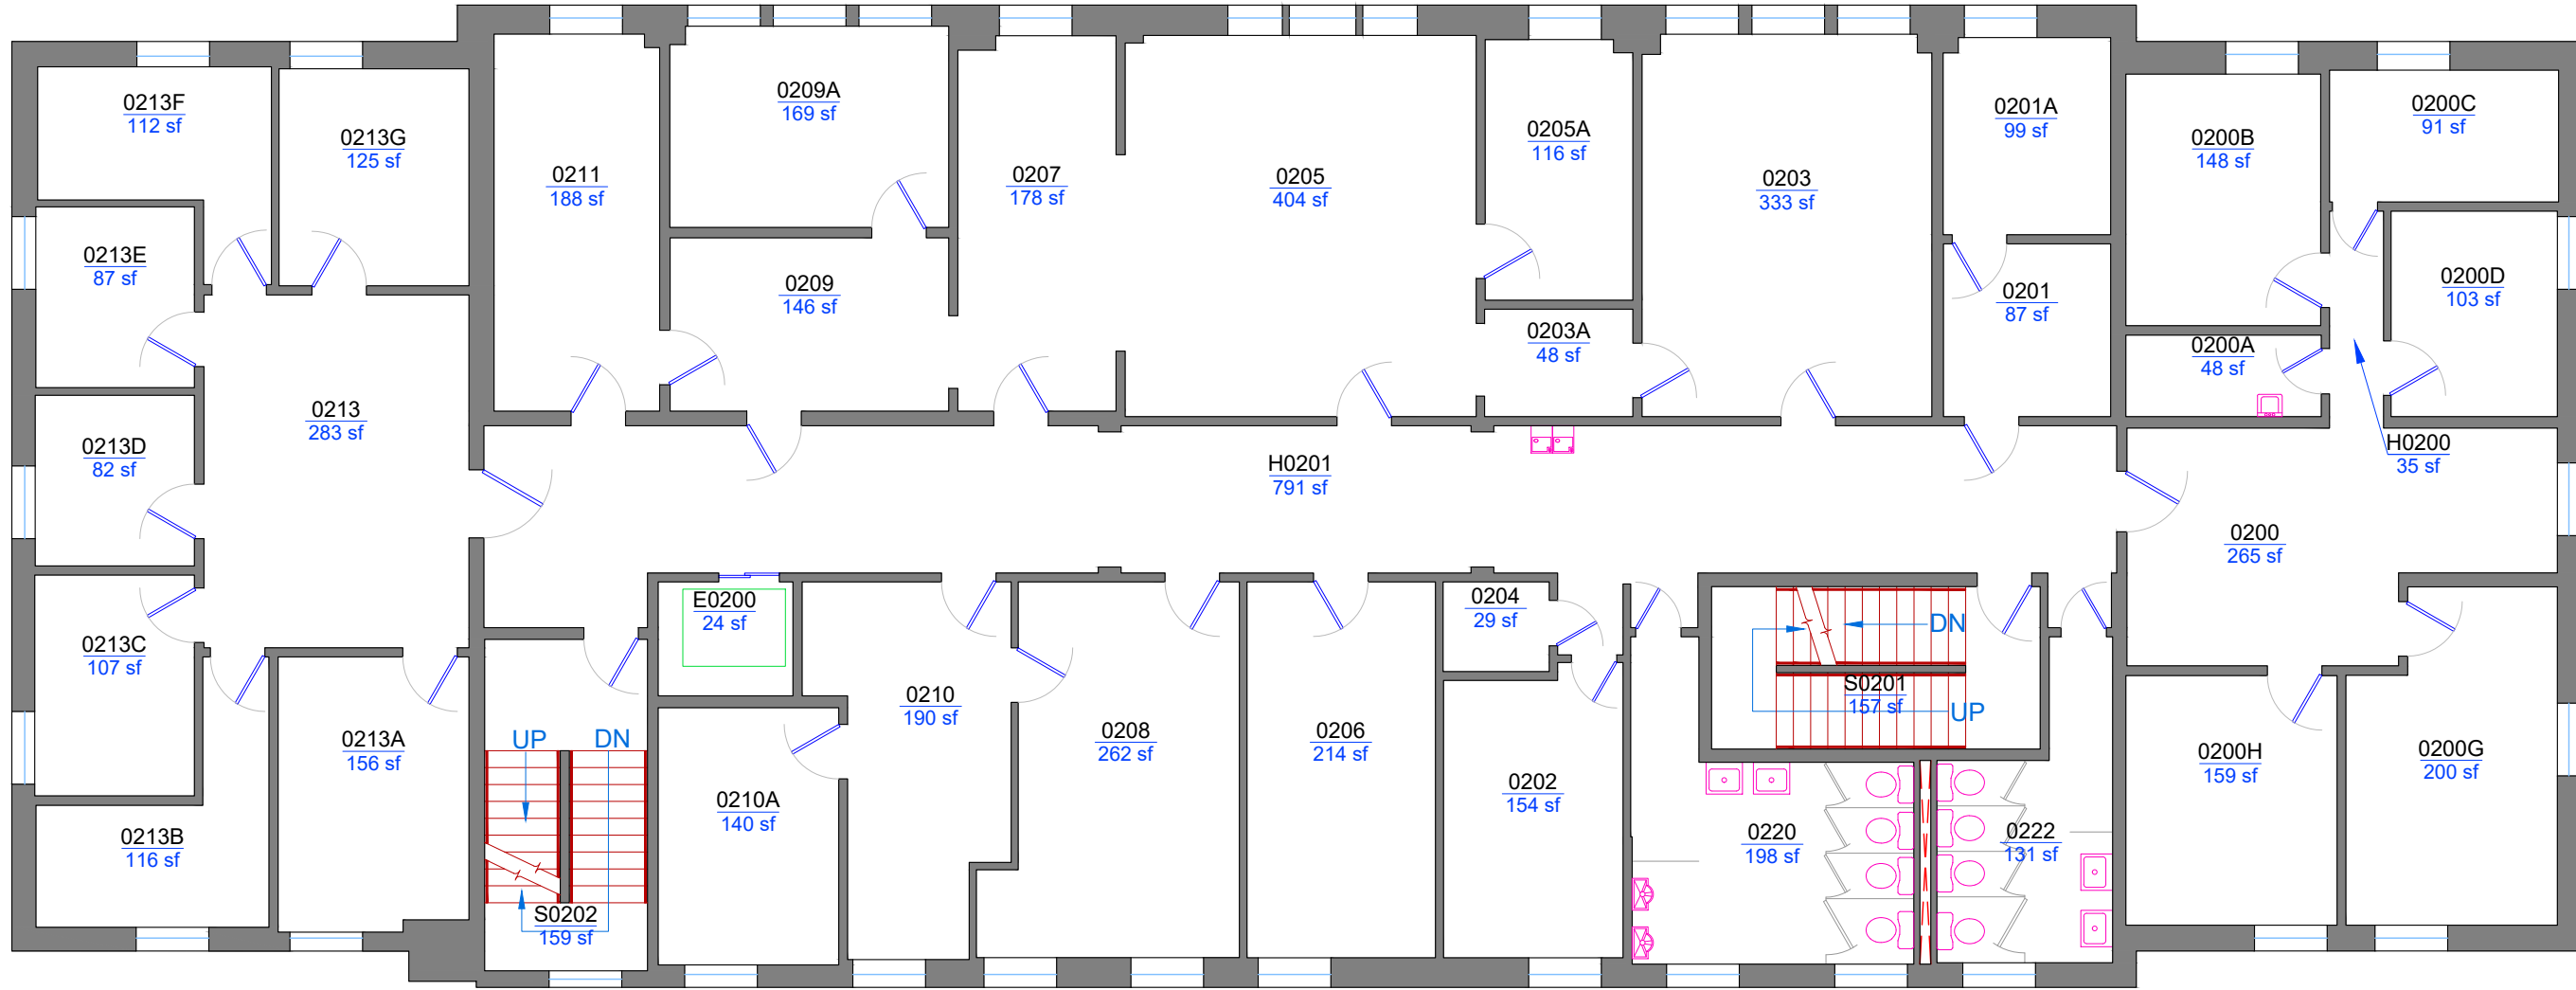 0213F
112 sf
0213G
125 sf
0213E
87 sf
0213D
82 sf
0213
283 sf
0213C
107 sf
0213B
116 sf
0213A
156 sf
0211
188 sf
0209A
169 sf
0209
146 sf
0207
178 sf
0205
404 sf
0205A
116 sf
0203A
48 sf
0203
333 sf
0201A
99 sf
0201
87 sf
0200B
148 sf
0200C
91 sf
0200D
103 sf
0200A
48 sf
H0200
35 sf
H0201
791 sf
0200
265 sf
UP
DN
S0202
159 sf
E0200
24 sf
0210A
140 sf
0210
190 sf
0208
262 sf
0206
214 sf
0204
29 sf
0202
154 sf
DN
S0201
157 sf
UP
0220
198 sf
0222
131 sf
0200H
159 sf
0200G
200 sf